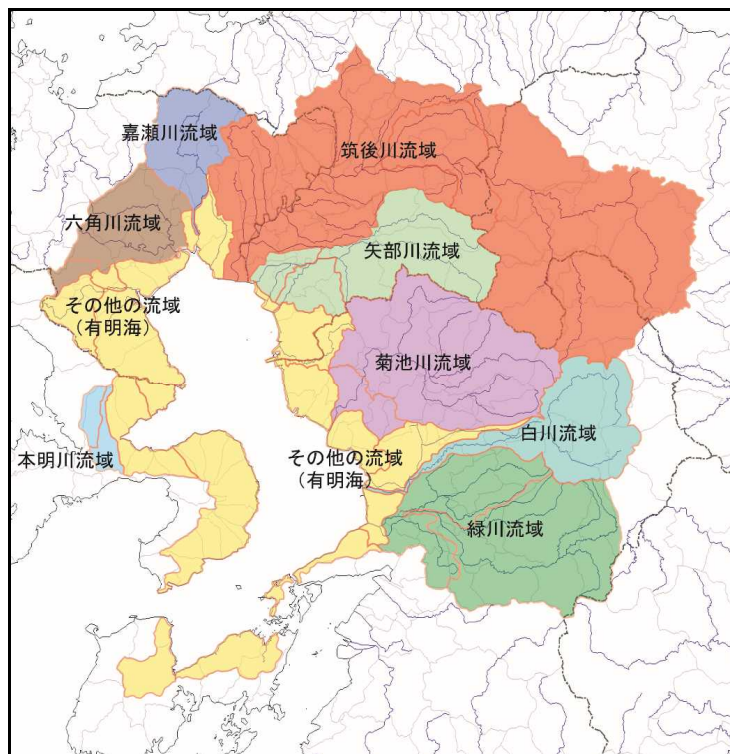 嘉瀬川流域
筑後川流域
六角川流域
矢部川流域
その他の流域
（有明海）
菊池川流域
白川流域
本明川流域
その他の流域
（有明海）
緑川流域